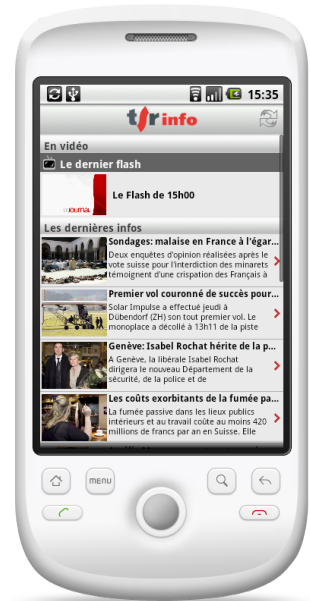 15:35
tsr info
En vidéo
Le dernier flash
LE JOURNAL
Le Flash de 15h00
Les dernières infos
Sondages: malaise en France à l'égar...
Deux enquêtes d'opinion réalisées après le
vote suisse pour l'interdiction des minarets
témoignent d'une crispation des Français à
Premier vol couronné de succès pour...
Solar Impulse a effectué jeudi à
Dübendorf (ZH) son tout premier vol. Le
monoplace a décollé à 13h11 de la piste
Genève: Isabel Rochat hérite de la p...
A Genève, la libérale Isabel Rochat
dirigera le nouveau Département de la
sécurité, de la police et de
Les coûts exorbitants de la fumée pa...
La fumée passive dans les lieux publics
intérieurs et au travail coûte au moins 420
millions de francs par an en Suisse. Elle
MENU